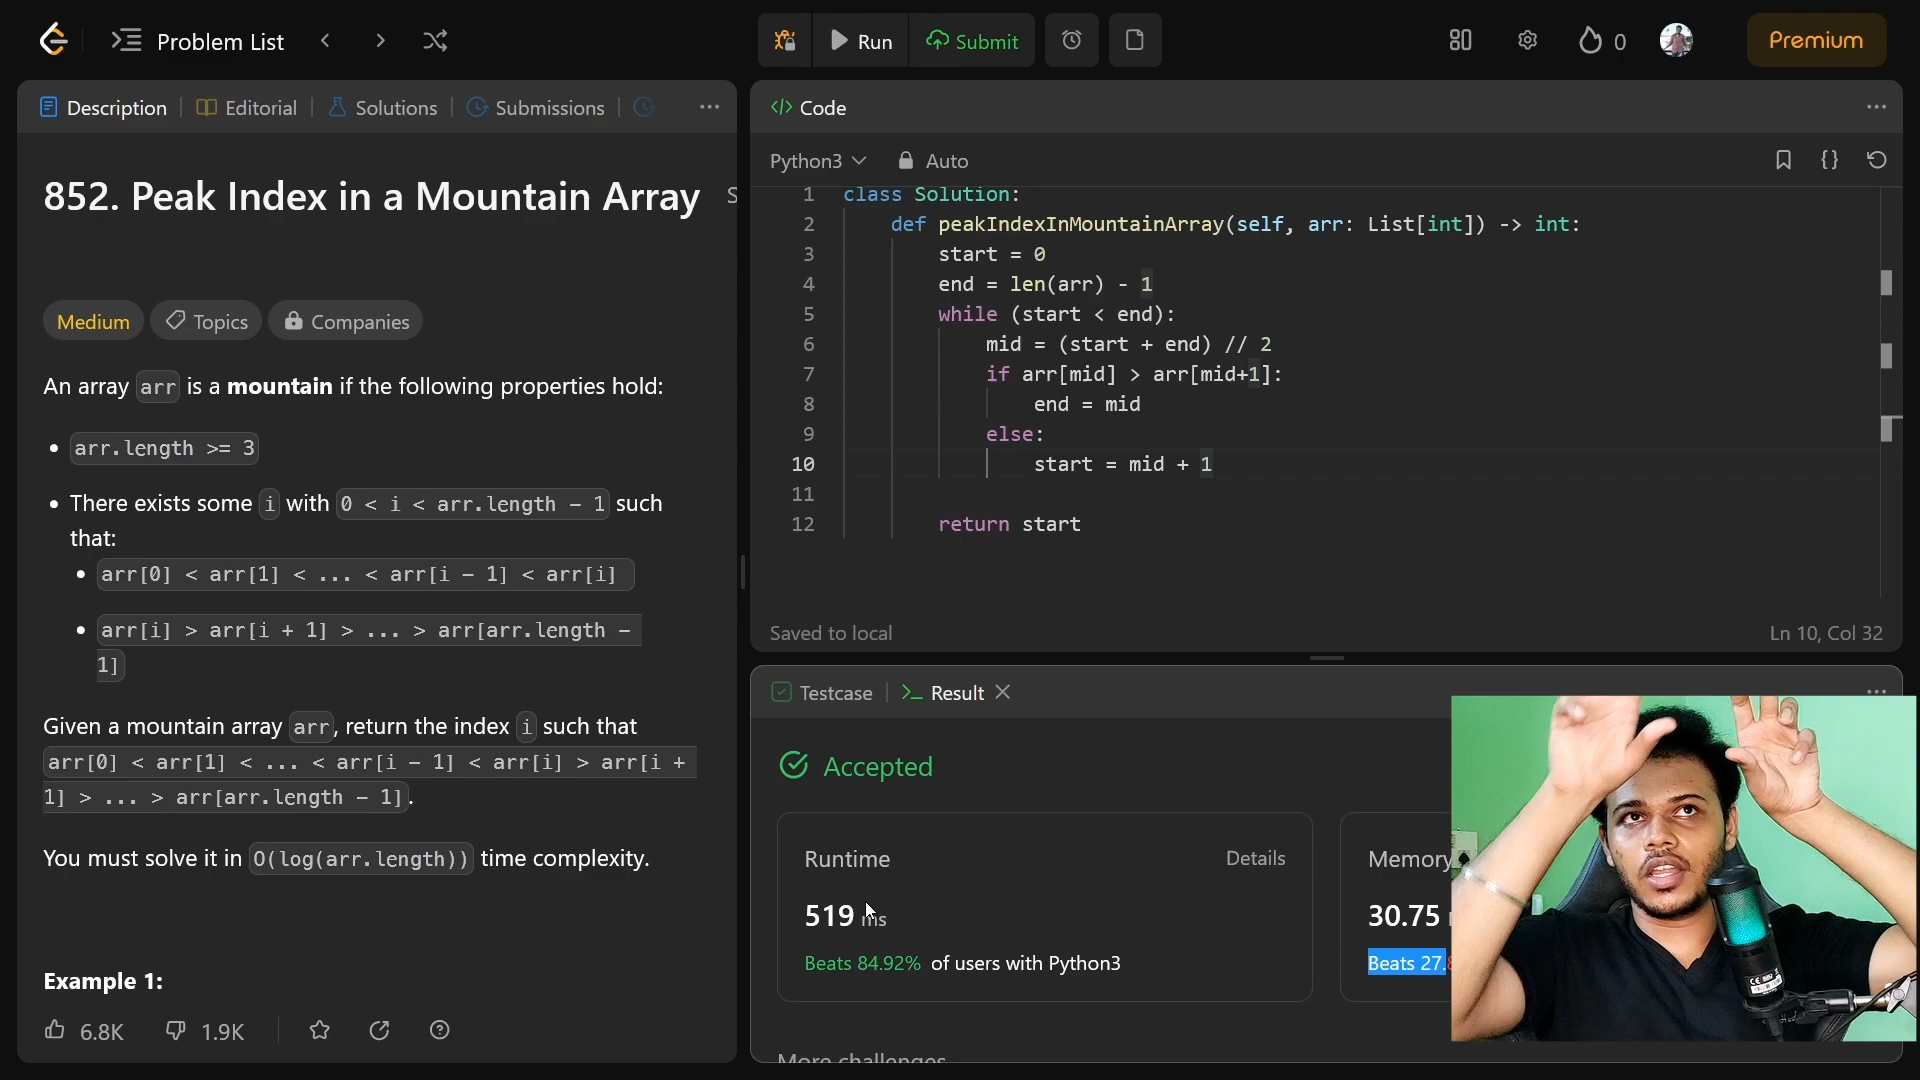 Problem List
Run
Submit
0
Premium
Description
Editorial
Solutions
Submissions
852. Peak Index in a Mountain Array
S
Medium
Topics
Companies
An array arr is a mountain if the following properties hold:
arr.length >= 3
There exists some i with 0 < i < arr.length - 1 such
that:
arr[0] < arr[1] < ... < arr[i - 1] < arr[i]
arr[i] > arr[i + 1] > ... > arr[arr.length -
1]
Given a mountain array arr, return the index i such that
arr[0] < arr[1] < ... < arr[i - 1] < arr[i] > arr[i +
1] > ... > arr[arr.length - 1].
You must solve it in O(log(arr.length)) time complexity.
Example 1:
6.8K
1.9K
</> Code
Python3
Auto
{}
1 class Solution:
2 def peakIndexInMountainArray(self, arr: List[int]) -> int:
3 start = 0
4 end = len(arr) - 1
5 while (start < end):
6 mid = (start + end) // 2
7 if arr[mid] > arr[mid+1]:
8 end = mid
9 else:
10 start = mid + 1
11
12 return start
Saved to local
Ln 10, Col 32
Testcase
>_ Result
Accepted
Runtime
Details
519 ms
Beats 84.92% of users with Python3
Memory
30.75
Beats 27.
More challenges